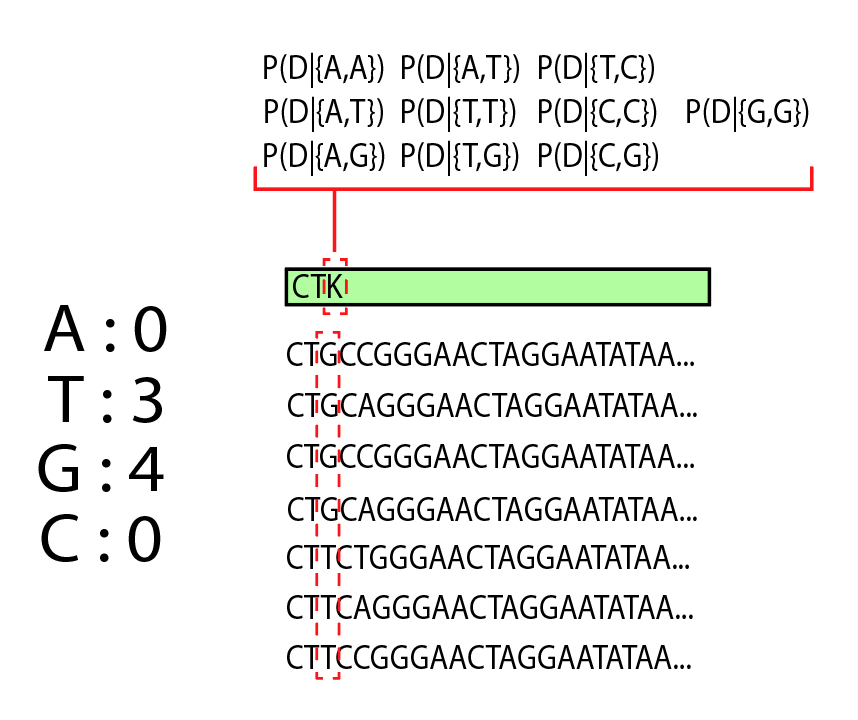 P(D|{A,A}) P(D|{A,T}) P(D|{T,C})
P(D|{A,T}) P(D|{T,T}) P(D|{C,C}) P(D|{G,G})
P(D|{A,G}) P(D|{T,G}) P(D|{C,G})
CTK
A : 0
T : 3
G : 4
C : 0
CTGCCGGGAACTAGGAATATAA...
CTGCAGGGAACTAGGAATATAA...
CTGCCGGGAACTAGGAATATAA...
CTGCAGGGAACTAGGAATATAA...
CTTCTGGGAACTAGGAATATAA...
CTTCAGGGAACTAGGAATATAA...
CTTCCGGGAACTAGGAATATAA...